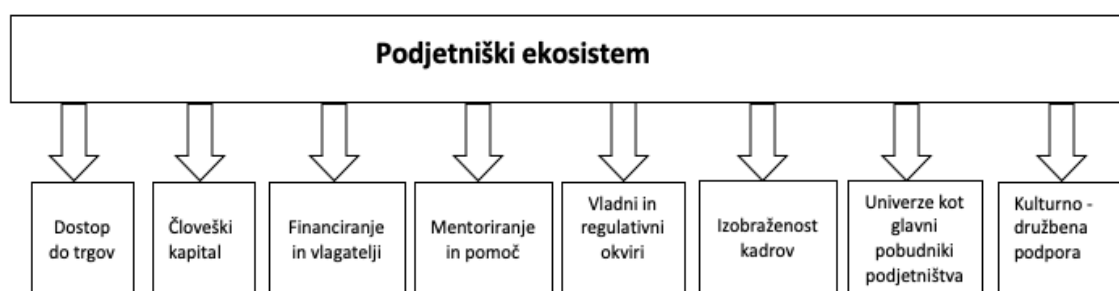 Podjetniški ekosistem
Dostop
do trgov
Človeški
kapital
Financiranje
in vlagatelji
Mentoriranje
in pomoč
Vladni in
regulativni
okviri
Izobraženost
kadrov
Univerze kot
glavni
pobudniki
podjetništva
Kulturno -
družbena
podpora